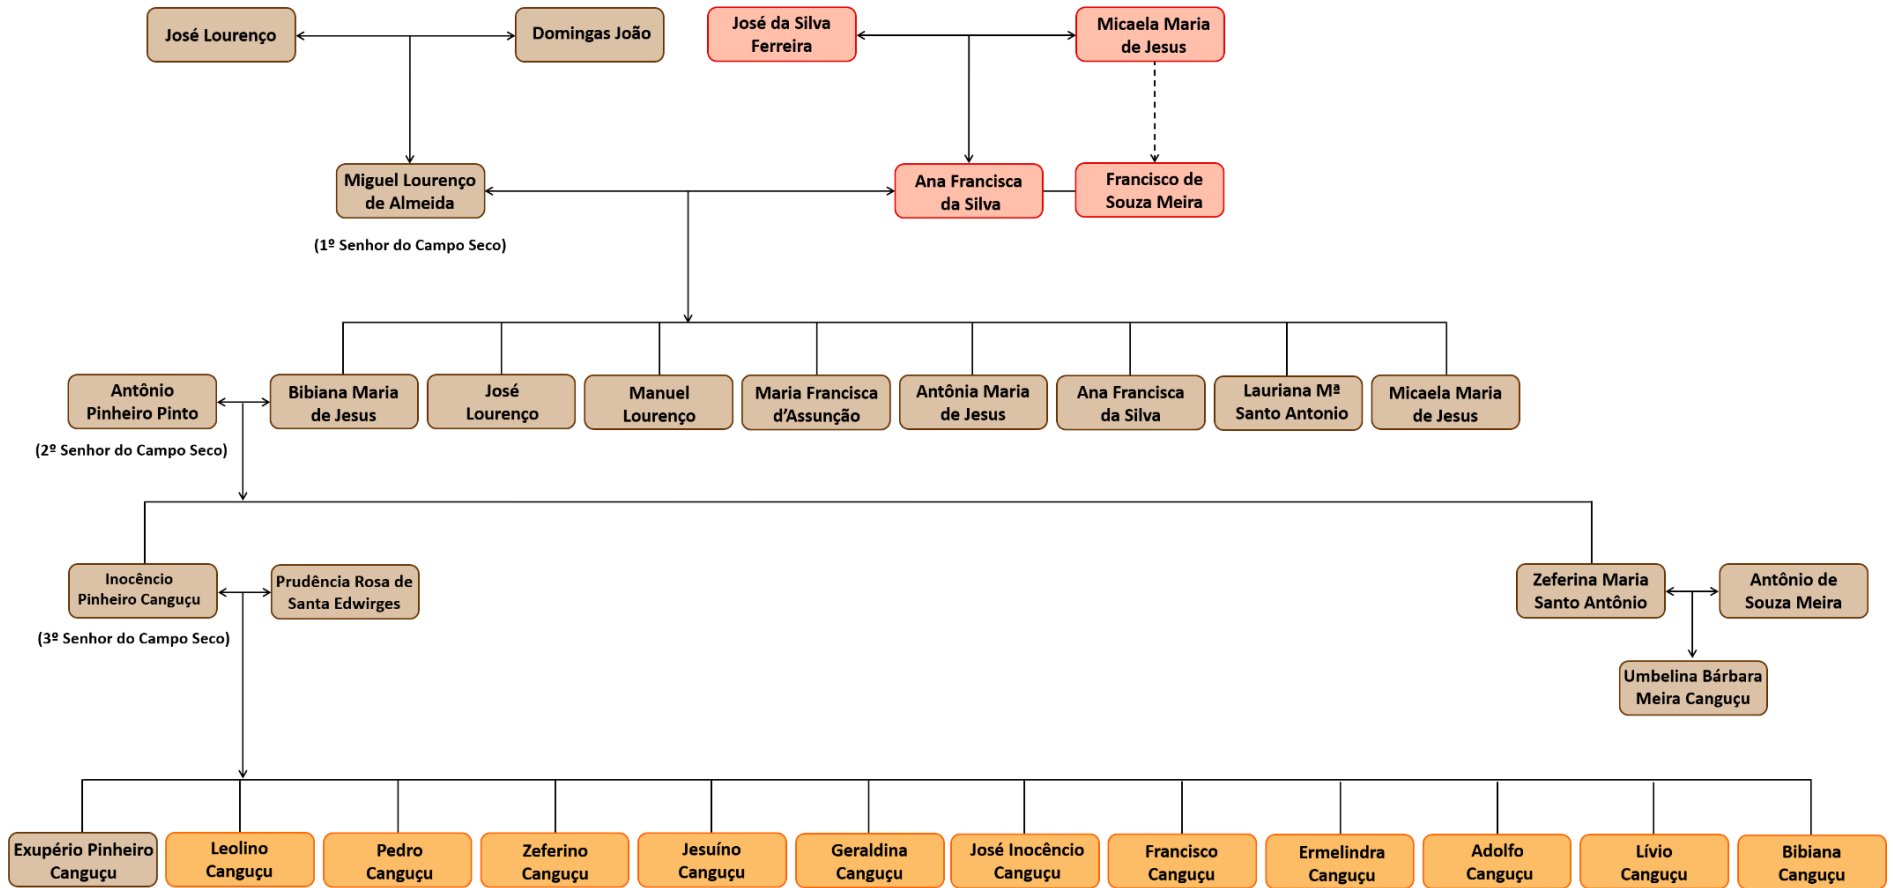 José Lourenço
Domingas João
José da Silva
Ferreira
Micaela Maria
de Jesus
Miguel Lourenço
de Almeida
Ana Francisca
da Silva
Francisco de
Souza Meira
(1º Senhor do Campo Seco)
Antônio
Pinheiro Pinto
Bibiana Maria
de Jesus
José
Lourenço
Manuel
Lourenço
Maria Francisca
d’Assunção
Antônia Maria
de Jesus
Ana Francisca
da Silva
Lauriana Mª
Santo Antonio
Micaela Maria
de Jesus
(2º Senhor do Campo Seco)
Inocêncio
Pinheiro Canguçu
Prudência Rosa de
Santa Edwirges
Zeferina Maria
Santo Antônio
Antônio de
Souza Meira
(3º Senhor do Campo Seco)
Umbelina Bárbara
Meira Canguçu
Exupério Pinheiro
Canguçu
Leolino
Canguçu
Pedro
Canguçu
Zeferino
Canguçu
Jesuíno
Canguçu
Geraldina
Canguçu
José Inocêncio
Canguçu
Francisco
Canguçu
Ermelindra
Canguçu
Adolfo
Canguçu
Lívio
Canguçu
Bibiana
Canguçu